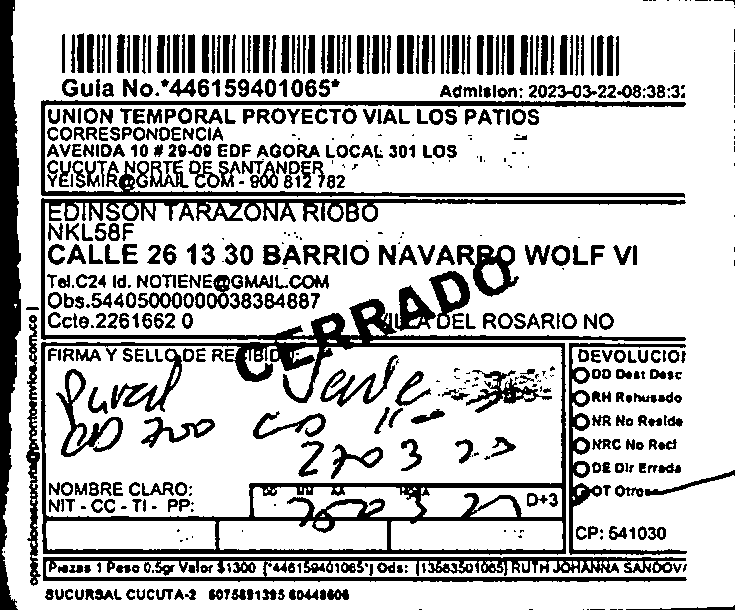 Guia No.*446159401065*
Admision: 2023-03-22-08:38:3
UNION TEMPORAL PROYECTO VIAL LOS PATIOS
CORRESPONDENCIA
AVENIDA 10 # 29-09 EDF AGORA LOCAL 301 LOS
CUCUTA NORTE DE SANTANDER
YEISMIR@GMAIL COM - 900 812 782
EDINSON TARAZONA RIOBO
NKL58F
CALLE 26 13 30 BARRIO NAVARRO WOLF VI
Tel.C24 Id. NOTIENE@GMAIL.COM
Obs.54405000000038384887
Ccte.2261662 0 VILLA DEL ROSARIO NO
CERRADO
FIRMA Y SELLO DE RECIBIDO:
DEVOLUCIO
DD Dest Desc
RH Rehusado
NR No Reside
NRC No Recl
DE Dir Errada
OT Otros
NOMBRE CLARO:
NIT - CC - TI - PP:
DD MM AA HORA
D+3
CP: 541030
Piezas 1 Peso 0.5gr Valor $1300 [*446159401065*] Ods: [13563501065] RUTH JOHANNA SANDOV
SUCURSAL CUCUTA-2 6075891395 60448606
operacionescucuta@prontoenvios.com.co |